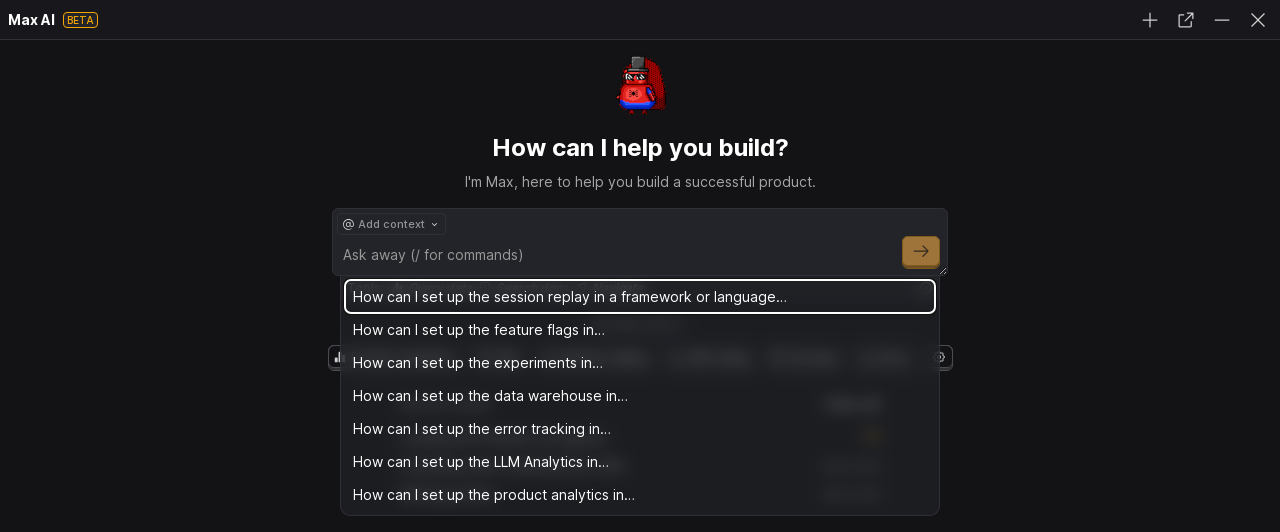 Max AI BETA
How can I help you build?
I'm Max, here to help you build a successful product.
@ Add context
Ask away (/ for commands)
How can I set up the session replay in a framework or language…
How can I set up the feature flags in…
How can I set up the experiments in…
How can I set up the data warehouse in…
How can I set up the error tracking in…
How can I set up the LLM Analytics in…
How can I set up the product analytics in…